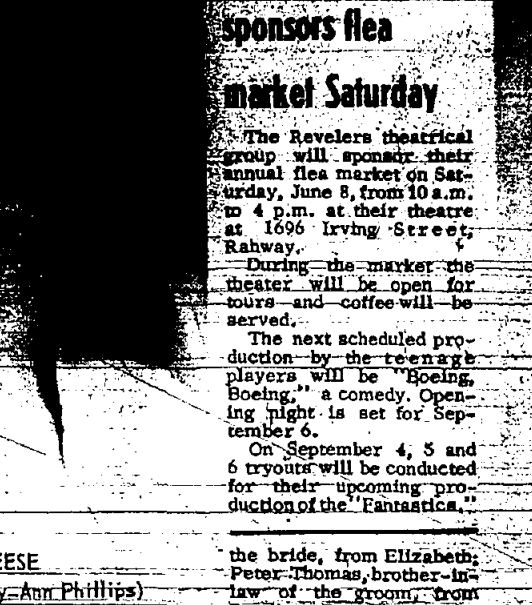 sponsors flea
market Saturday
The Revelers theatrical
group will sponsor their
annual flea market on Sat-
urday, June 8, from 10 a.m.
to 4 p.m. at their theatre
at 1696 Irving Street,
Rahway.
During the market the
theater will be open for
tours and coffee will be
served.
The next scheduled pro-
duction by the teenage
players will be "Boeing,
Boeing," a comedy. Open-
ing night is set for Sep-
tember 6.
On September 4, 5 and
6 tryouts will be conducted
for their upcoming pro-
duction of the "Fantastics."
EESE
y-Ann Phillips)
the bride, from Elizabeth;
Peter Thomas, brother-in-
law of the groom, from